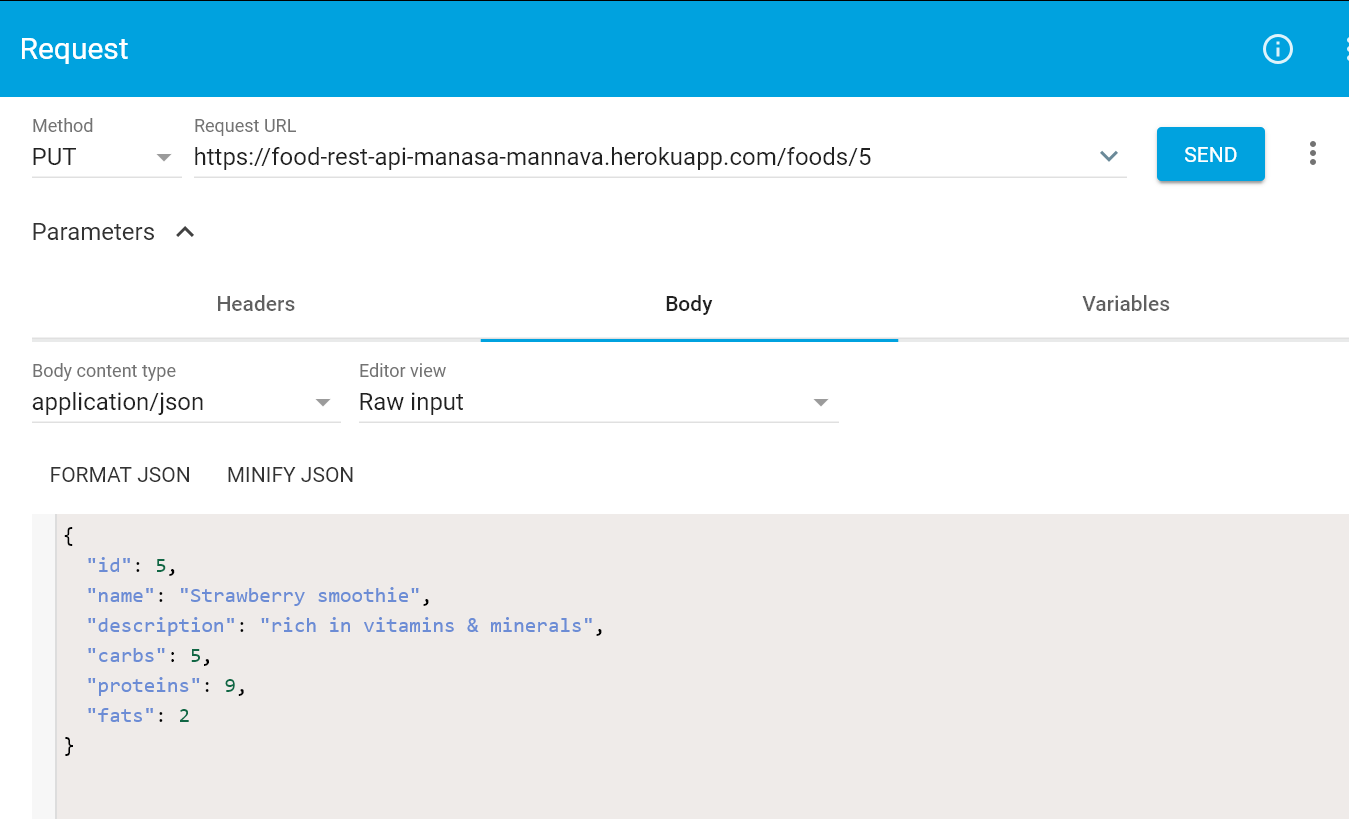 Request
Method
Request URL
PUT
https://food-rest-api-manasa-mannava.herokuapp.com/foods/5
SEND
Parameters
Headers
Body
Variables
Body content type
Editor view
application/json
Raw input
FORMAT JSON
MINIFY JSON
{
"id": 5,
"name": "Strawberry smoothie",
"description": "rich in vitamins & minerals",
"carbs": 5,
"proteins": 9,
"fats": 2
}